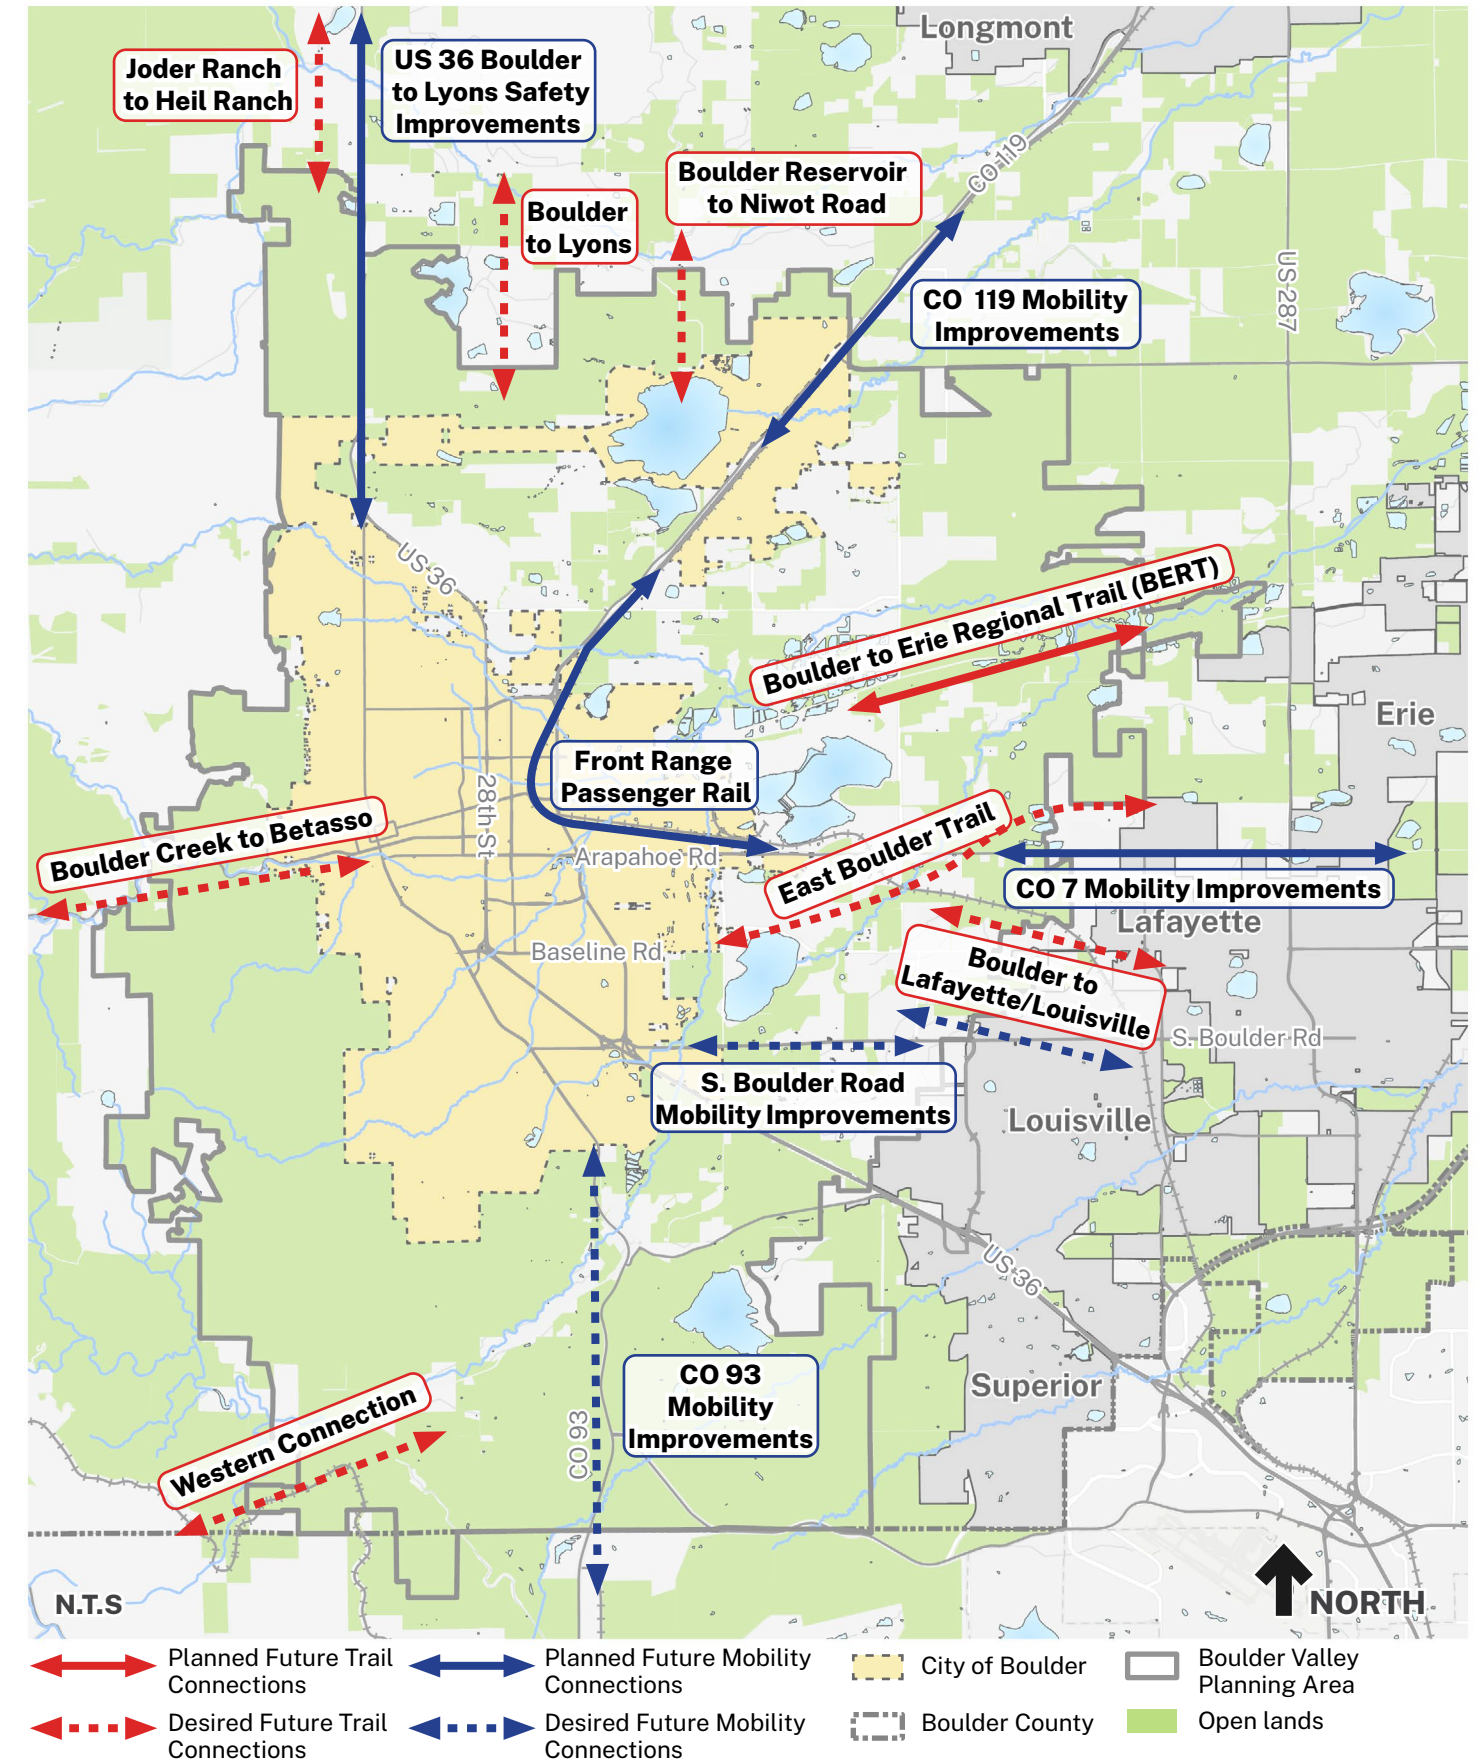 Longmont
Joder Ranch
to Heil Ranch
US 36 Boulder
to Lyons Safety
Improvements
CO 119
Boulder Reservoir
to Niwot Road
Boulder
to Lyons
US 287
CO 119 Mobility
Improvements
US 36
Boulder to Erie Regional Trail (BERT)
Erie
Front Range
Passenger Rail
28th St
Boulder Creek to Betasso
East Boulder Trail
Arapahoe Rd
CO 7 Mobility Improvements
Lafayette
Baseline Rd
Boulder to
Lafayette/Louisville
S. Boulder Rd
S. Boulder Road
Mobility Improvements
Louisville
US 36
CO 93
Mobility
Improvements
Superior
Western Connection
CO 93
N.T.S
NORTH
Planned Future Trail
Connections
Planned Future Mobility
Connections
City of Boulder
Boulder Valley
Planning Area
Desired Future Trail
Connections
Desired Future Mobility
Connections
Boulder County
Open lands